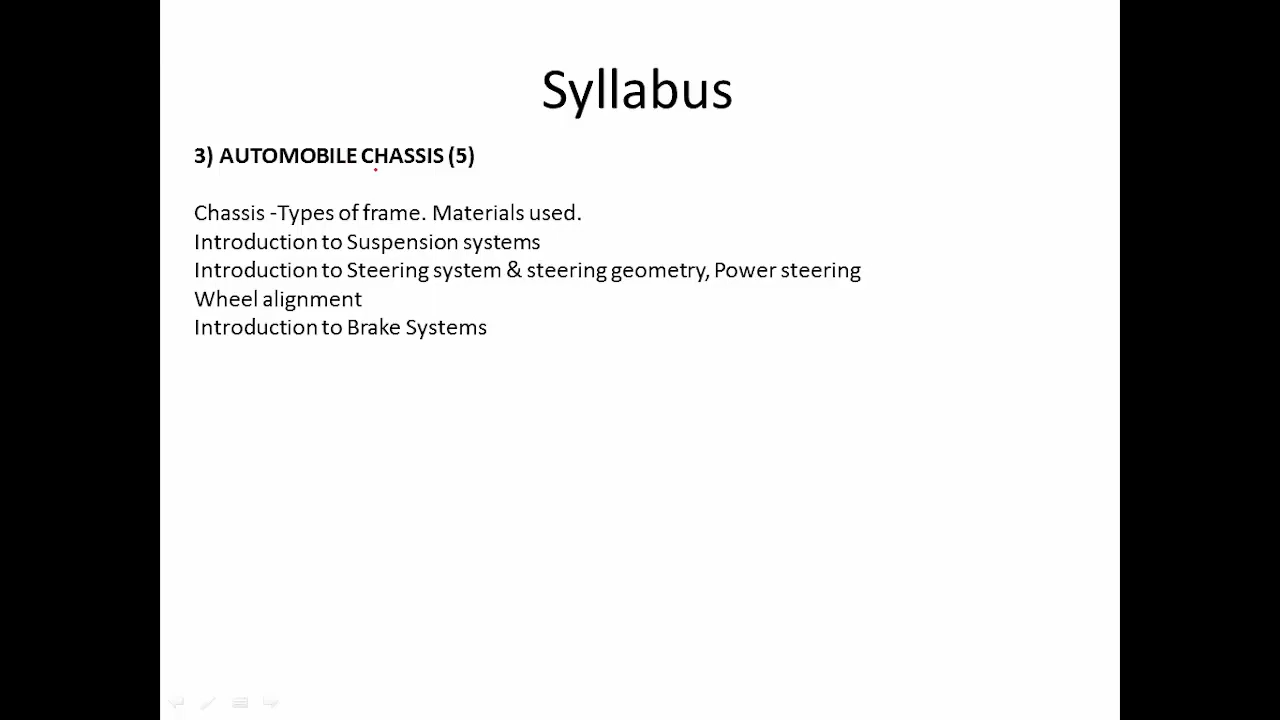 Syllabus
3) AUTOMOBILE CHASSIS (5)
Chassis -Types of frame. Materials used.
Introduction to Suspension systems
Introduction to Steering system & steering geometry, Power steering
Wheel alignment
Introduction to Brake Systems